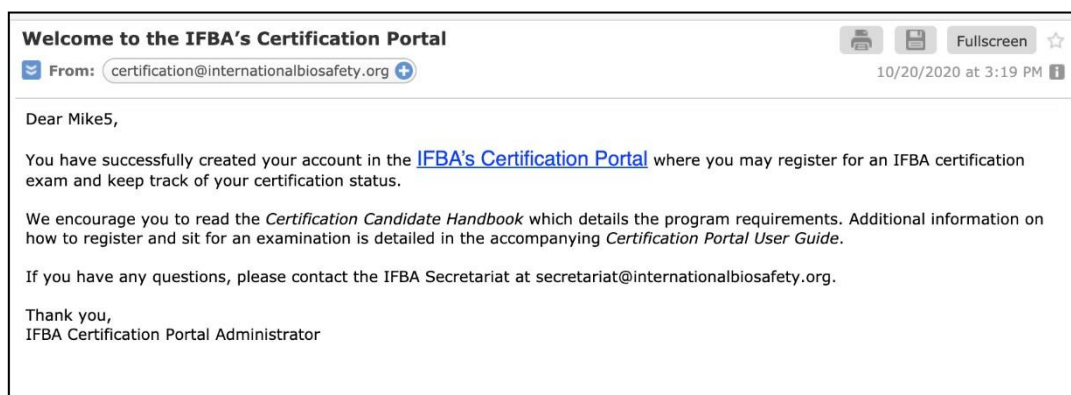 Welcome to the IFBA's Certification Portal
Fullscreen
From: certification@internationalbiosafety.org
10/20/2020 at 3:19 PM
Dear Mike5,
You have successfully created your account in the IFBA's Certification Portal where you may register for an IFBA certification
exam and keep track of your certification status.
We encourage you to read the Certification Candidate Handbook which details the program requirements. Additional information on
how to register and sit for an examination is detailed in the accompanying Certification Portal User Guide.
If you have any questions, please contact the IFBA Secretariat at secretariat@internationalbiosafety.org.
Thank you,
IFBA Certification Portal Administrator